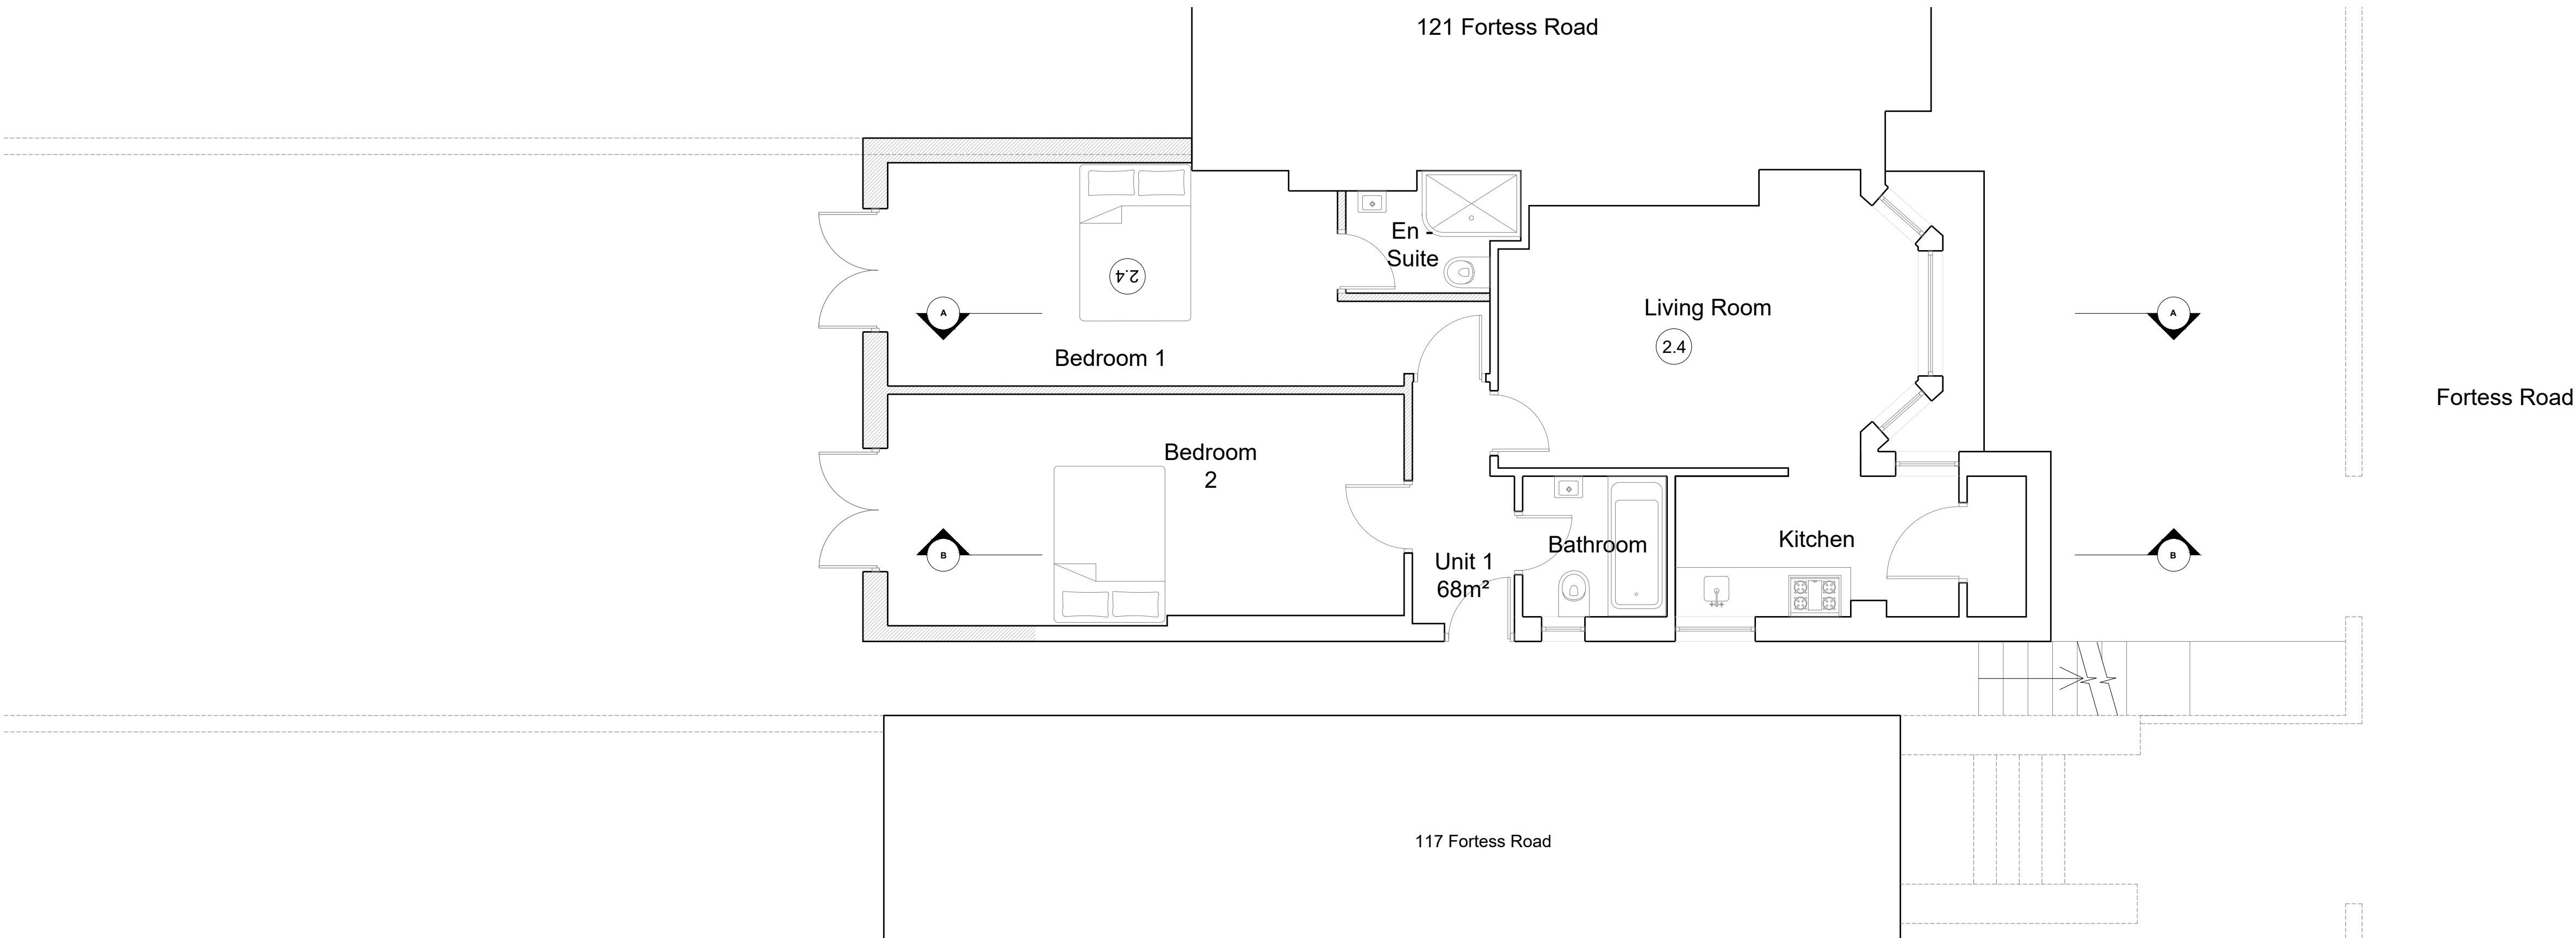 121 Fortess Road
En -
Suite
2.4
A
Living Room
A
2.4
Bedroom 1
Fortess Road
Bedroom
2
B
Unit 1
68m²
Bathroom
Kitchen
B
117 Fortess Road